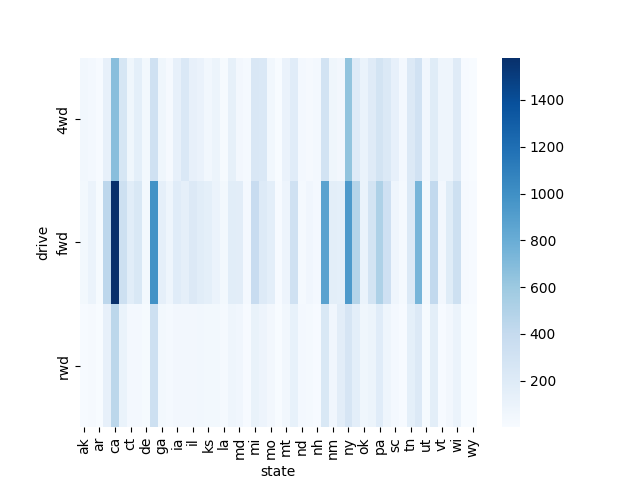 4wd
fwd
rwd
drive
ak
ar
ca
ct
de
ga
ia
il
ks
la
md
mi
mo
mt
nd
nh
nm
ny
ok
pa
sc
tn
ut
vt
wi
wy
state
1400
1200
1000
800
600
400
200